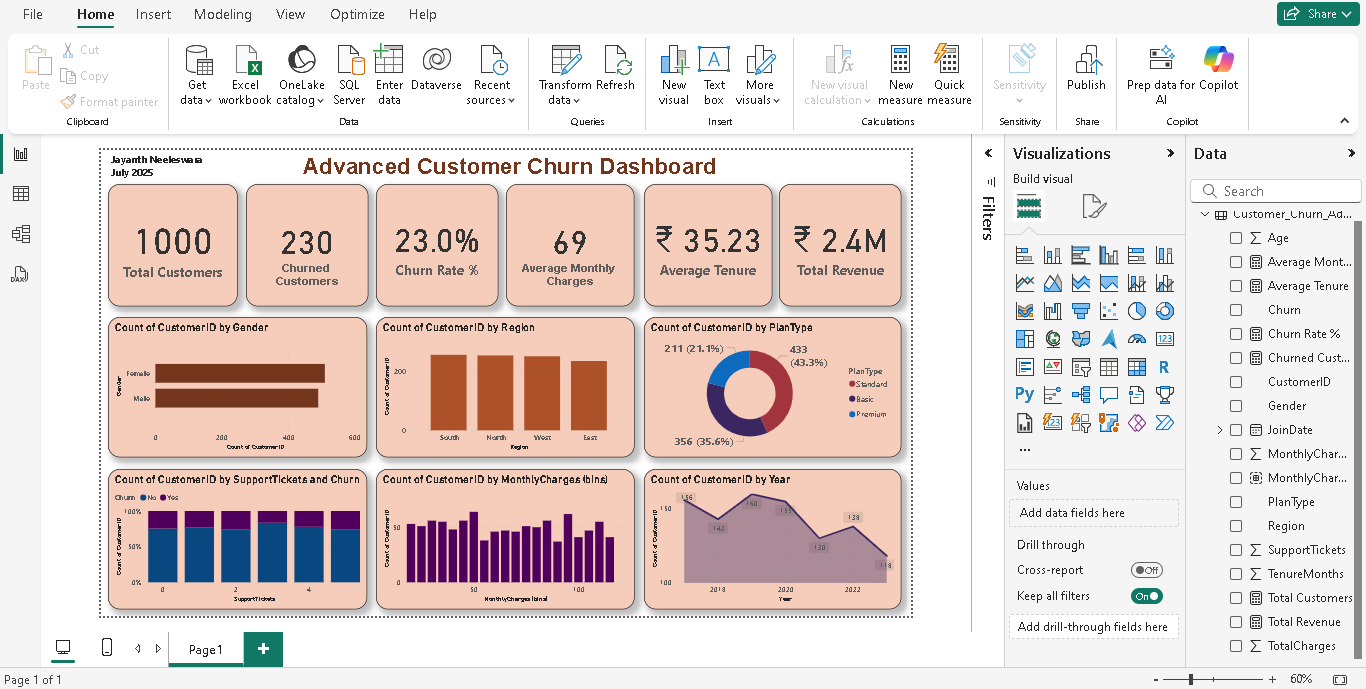 File Home Insert Modeling View Optimize Help Share
Paste
Cut
Copy
Format painter
Clipboard
Get data
Excel workbook
OneLake catalog
SQL Server
Enter data
Dataverse
Recent sources
Data
Transform data
Refresh
Queries
New visual
Text box
More visuals
Insert
New visual calculation
New measure
Quick measure
Calculations
Sensitivity
Sensitivity
Publish
Share
Prep data for AI
Copilot
Copilot
Jayanth Neeleswara
July 2025
Advanced Customer Churn Dashboard
1000
Total Customers
230
Churned
Customers
23.0%
Churn Rate %
69
Average Monthly
Charges
₹ 35.23
Average Tenure
₹ 2.4M
Total Revenue
Count of CustomerID by Gender
Gender
Female
Male
0 200 400 600
Count of CustomerID
Count of CustomerID by Region
Count of CustomerID
200
0
South North West East
Region
Count of CustomerID by PlanType
211 (21.1%)
433
(43.3%)
356 (35.6%)
PlanType
Standard
Basic
Premium
Count of CustomerID by SupportTickets and Churn
Churn No Yes
Count of CustomerID
100%
50%
0%
0 2 4
SupportTickets
Count of CustomerID by MonthlyCharges (bins)
Count of CustomerID
50
0
50 100
MonthlyCharges (bins)
Count of CustomerID by Year
Count of CustomerID
150
100
156
143
160
155
130
138
118
2018 2020 2022
Year
Filters
Visualizations
Build visual
123
R
Py
123
...
Values
Add data fields here
Drill through
Cross-report Off
Keep all filters On
Add drill-through fields here
Data
Search
Customer_Churn_Ad...
Age
Average Mont...
Average Tenure
Churn
Churn Rate %
Churned Cust...
CustomerID
Gender
JoinDate
MonthlyChar...
MonthlyChar...
PlanType
Region
SupportTickets
TenureMonths
Total Customers
Total Revenue
TotalCharges
DAX
Page 1
Page 1 of 1
60%